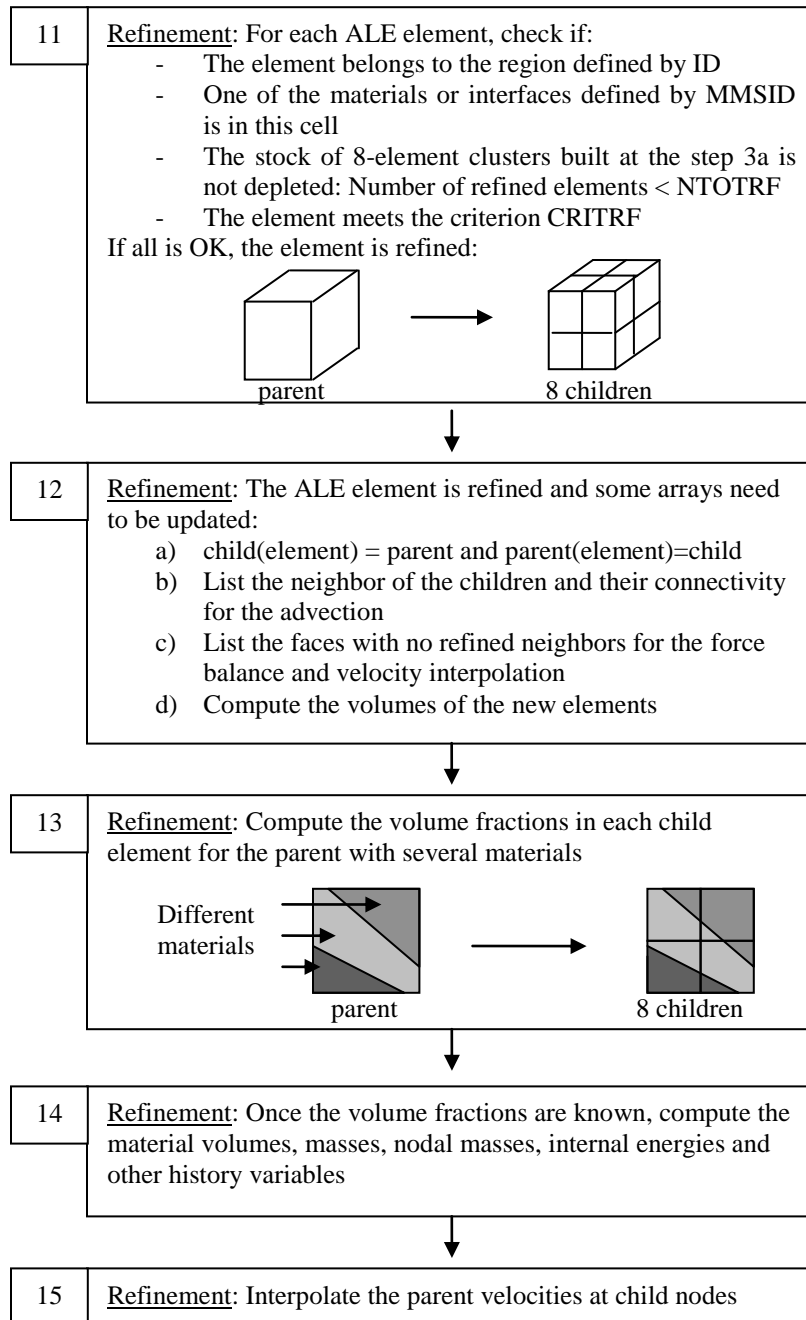 11
Refinement: For each ALE element, check if:
- The element belongs to the region defined by ID
- One of the materials or interfaces defined by MMSID
is in this cell
- The stock of 8-element clusters built at the step 3a is
not depleted: Number of refined elements < NTOTRF
- The element meets the criterion CRITRF
If all is OK, the element is refined:
parent 8 children
12
Refinement: The ALE element is refined and some arrays need
to be updated:
a) child(element) = parent and parent(element)=child
b) List the neighbor of the children and their connectivity
for the advection
c) List the faces with no refined neighbors for the force
balance and velocity interpolation
d) Compute the volumes of the new elements
13
Refinement: Compute the volume fractions in each child
element for the parent with several materials
Different
materials
parent 8 children
14
Refinement: Once the volume fractions are known, compute the
material volumes, masses, nodal masses, internal energies and
other history variables
15
Refinement: Interpolate the parent velocities at child nodes